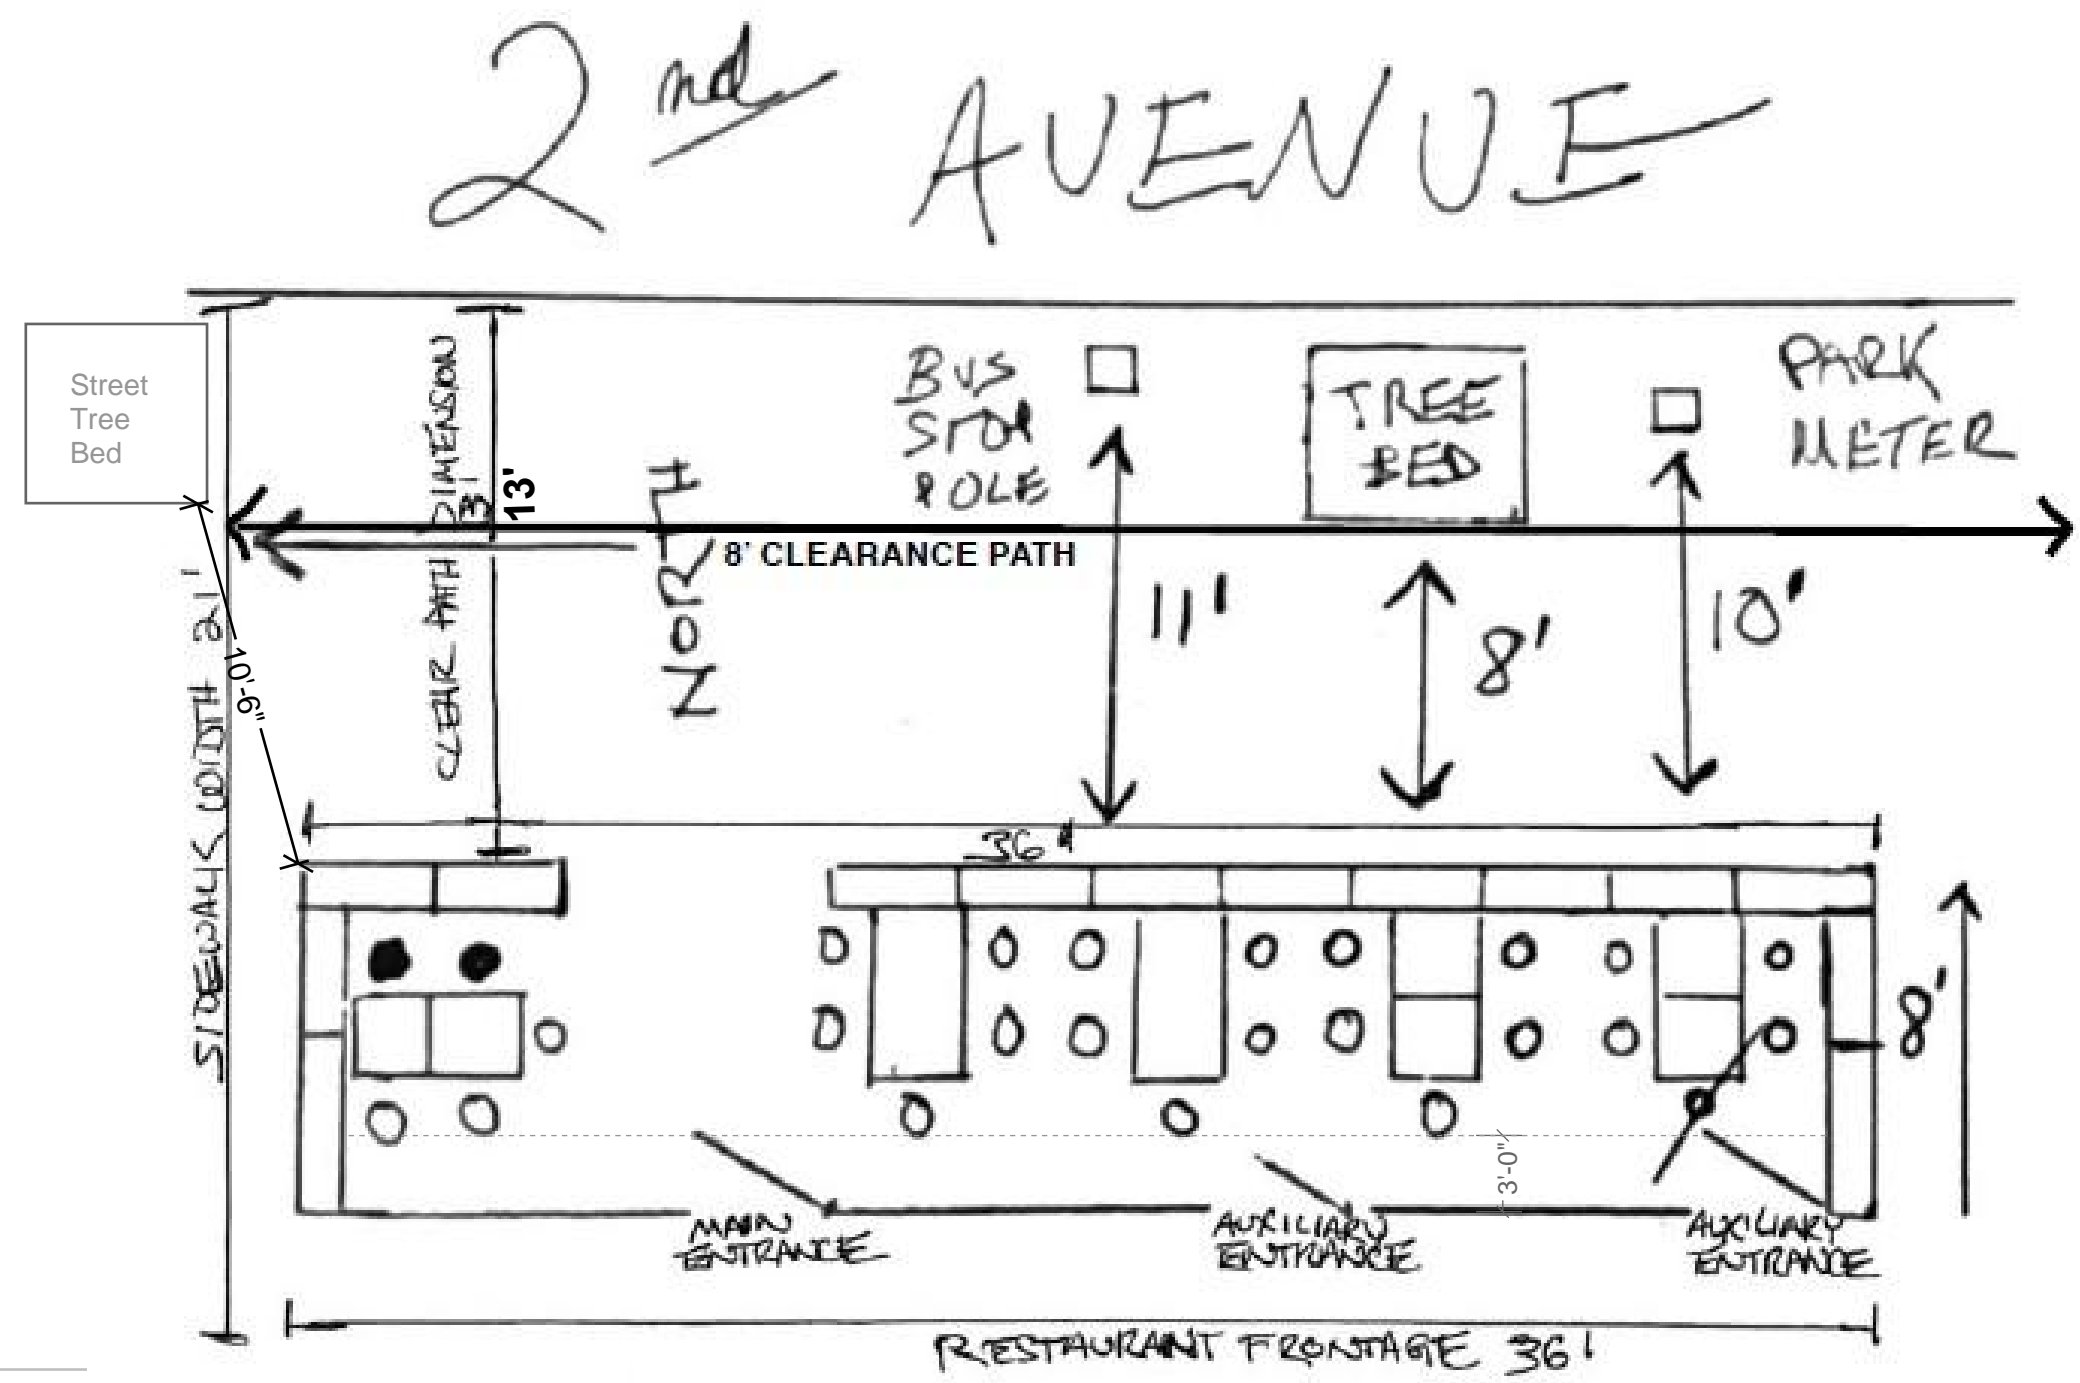 2nd AVENUE
Street
Tree
Bed
CLEAR PATH DIMENSION
13'
13'
NORTH
BUS
STOP
POLE
TREE
BED
PARK
METER
8' CLEARANCE PATH
11'
8'
10'
SIDEWALK WIDTH 21'
10'-6"
36'
8'
3'-0"
MAIN
ENTRANCE
AUXILIARY
ENTRANCE
AUXILIARY
ENTRANCE
RESTAURANT FRONTAGE 36'